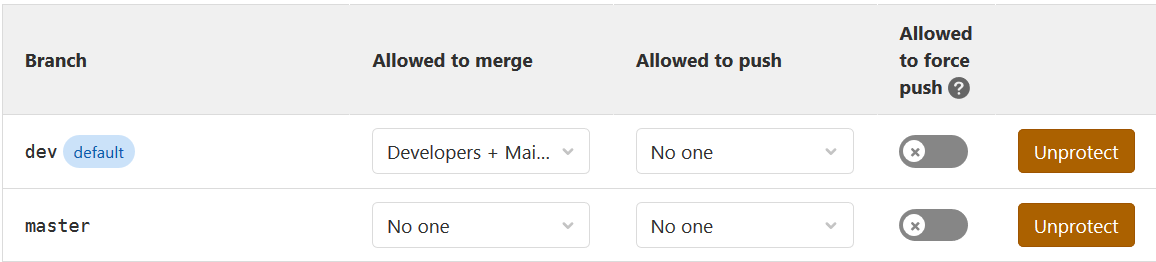 Branch
Allowed to merge
Allowed to push
Allowed
to force
push ?
dev default
Developers + Mai...
No one
Unprotect
master
No one
No one
Unprotect